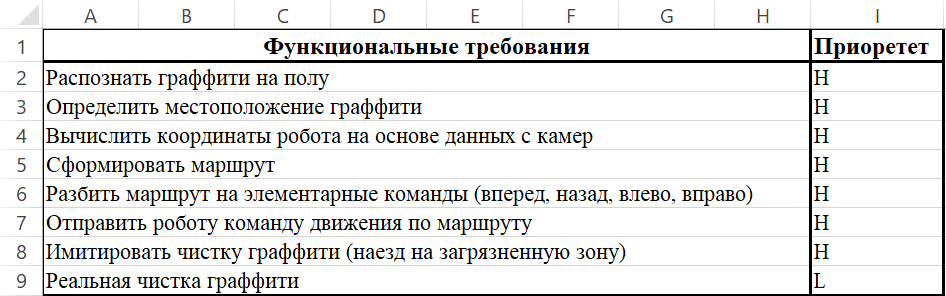 A B C D E F G H I
1 Функциональные требования Приоретет
2 Распознать граффити на полу H
3 Определить местоположение граффити H
4 Вычислить координаты робота на основе данных с камер H
5 Сформировать маршрут H
6 Разбить маршрут на элементарные команды (вперед, назад, влево, вправо) H
7 Отправить роботу команду движения по маршруту H
8 Имитировать чистку граффити (наезд на загрязненную зону) H
9 Реальная чистка граффити L